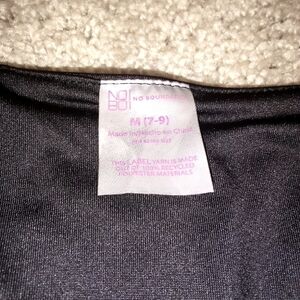 NO
BO
NO BOUNDARIES
M (7-9)
Made in/Hecho en China
THIS LABEL YARN IS MADE
OUT OF 100% RECYCLED
POLYESTER MATERIALS